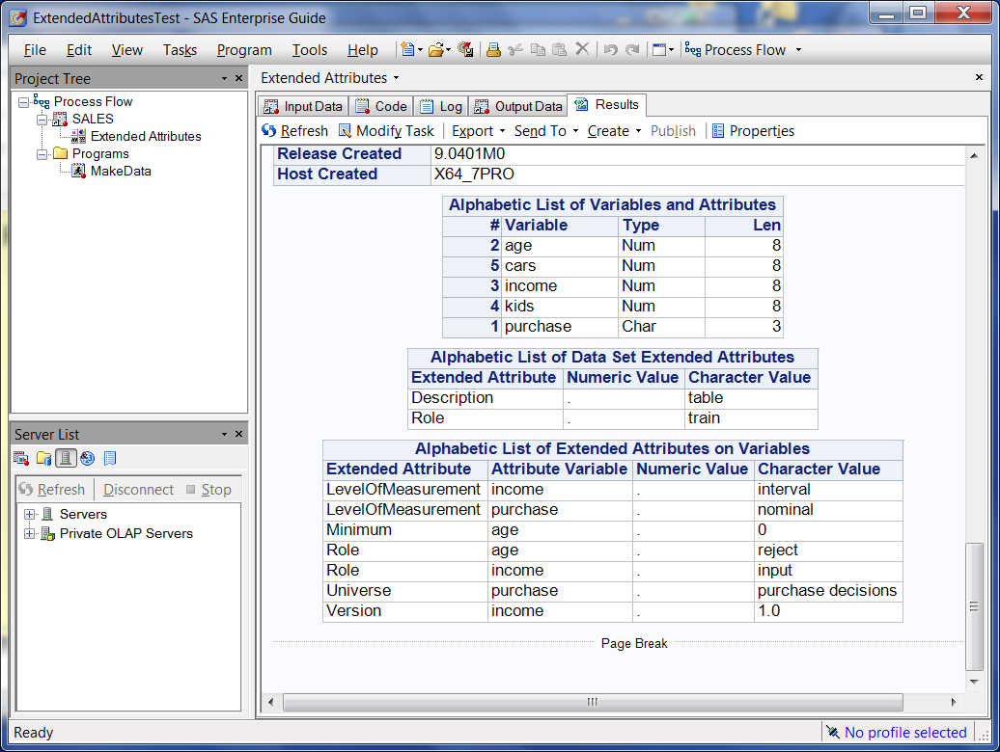 ExtendedAttributesTest - SAS Enterprise Guide
File Edit View Tasks Program Tools Help Process Flow
Project Tree
Process Flow
SALES
Extended Attributes
Programs
MakeData
Server List
Refresh Disconnect Stop
Servers
Private OLAP Servers
Extended Attributes
Input Data Code Log Output Data Results
Refresh Modify Task Export Send To Create Publish Properties
Release Created 9.0401M0
Host Created X64_7PRO
Alphabetic List of Variables and Attributes
# Variable Type Len
2 age Num 8
5 cars Num 8
3 income Num 8
4 kids Num 8
1 purchase Char 3
Alphabetic List of Data Set Extended Attributes
Extended Attribute Numeric Value Character Value
Description . table
Role . train
Alphabetic List of Extended Attributes on Variables
Extended Attribute Attribute Variable Numeric Value Character Value
LevelOfMeasurement income . interval
LevelOfMeasurement purchase . nominal
Minimum age . 0
Role age . reject
Role income . input
Universe purchase . purchase decisions
Version income . 1.0
Page Break
Ready
No profile selected